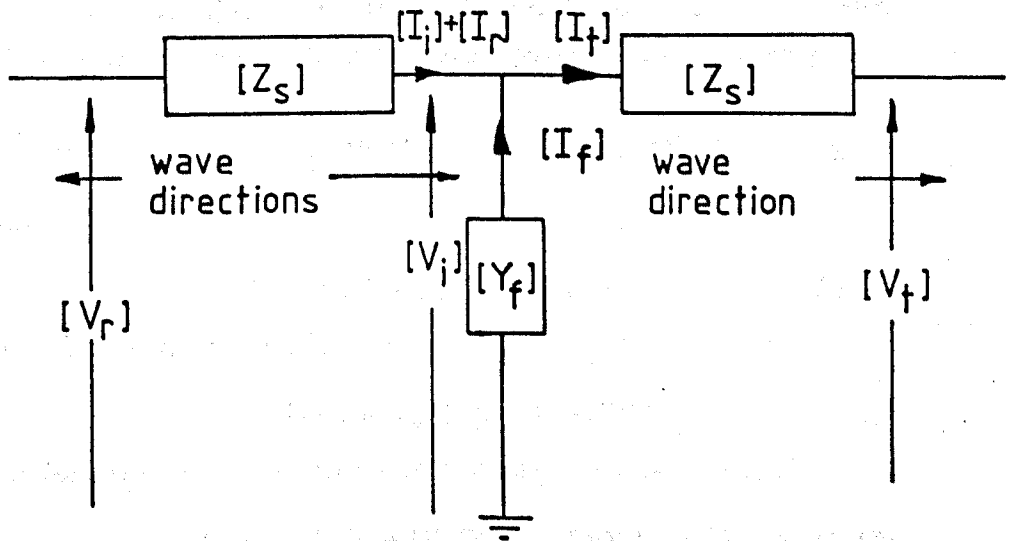 [I_i]+[I_r] [I_t]
[Z_s] [Z_s]
[I_f]
wave directions
wave direction
[V_i] [Y_f] [V_t]
[V_r]